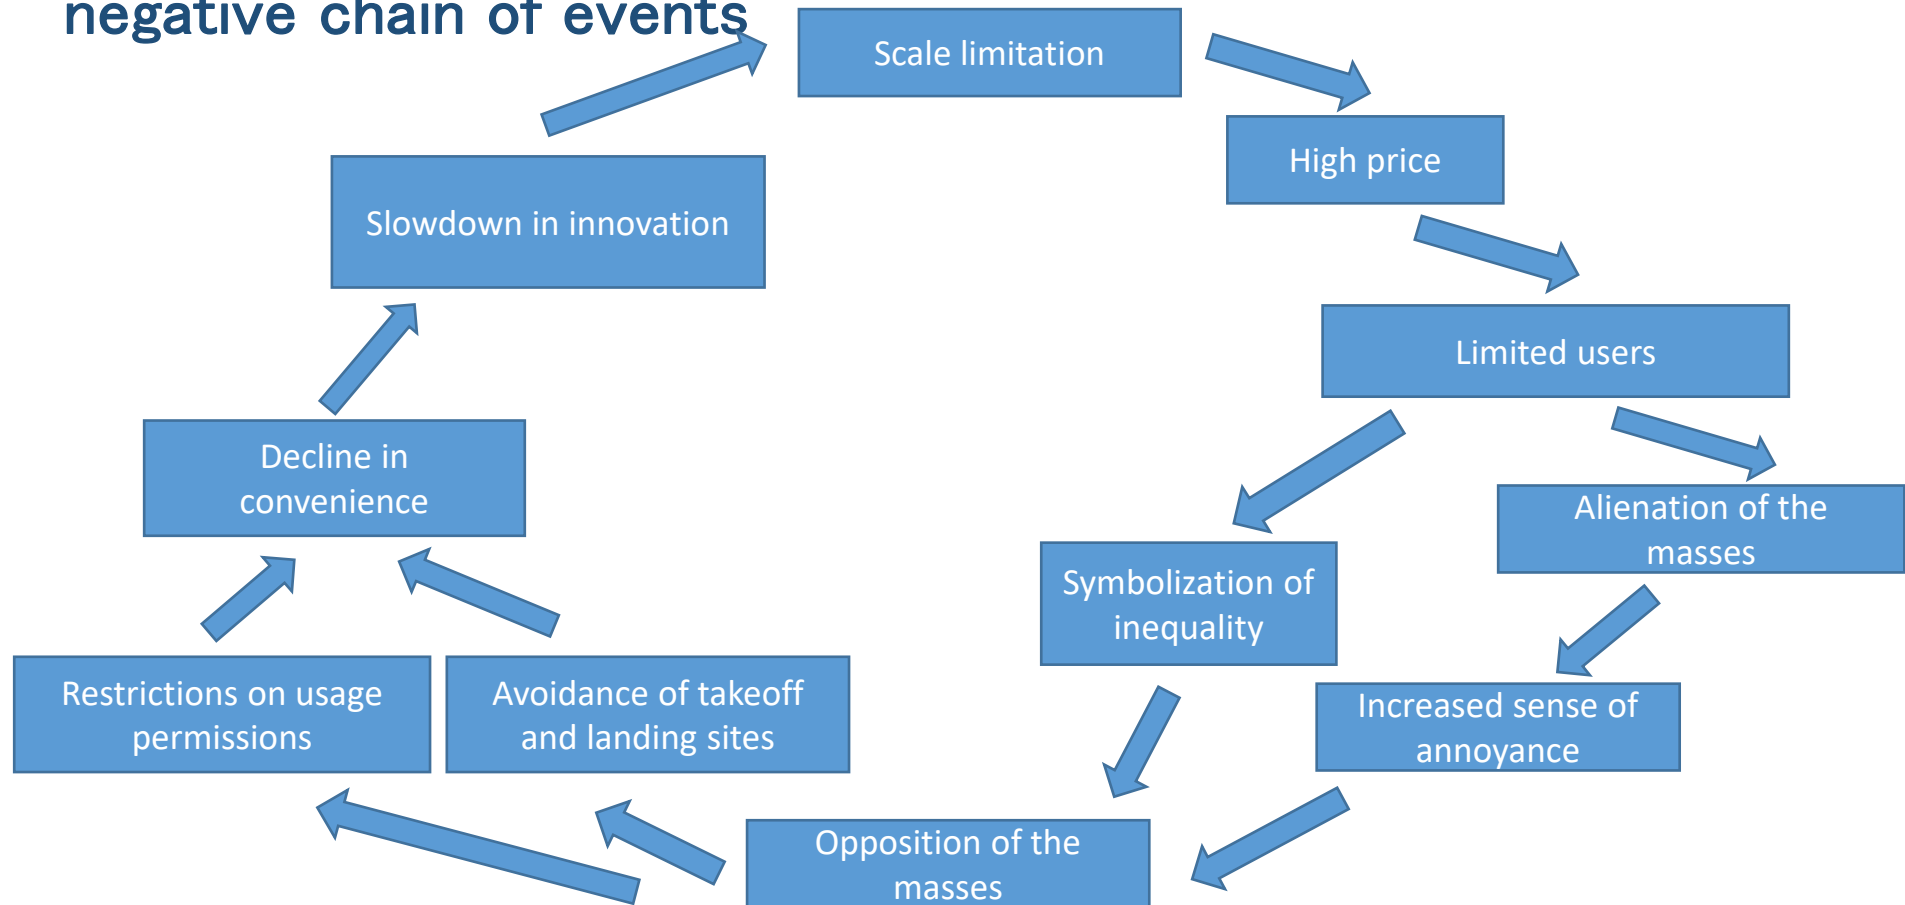 negative chain of events
Scale limitation
High price
Slowdown in innovation
Limited users
Decline in
convenience
Alienation of the
masses
Symbolization of
inequality
Restrictions on usage
permissions
Avoidance of takeoff
and landing sites
Increased sense of
annoyance
Opposition of the
masses